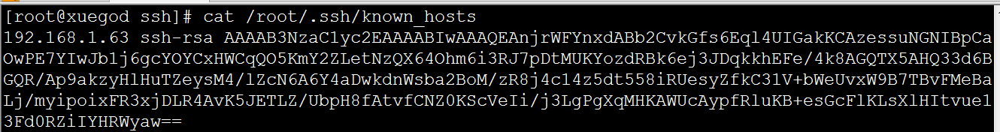 [root@xuegod ssh]# cat /root/.ssh/known_hosts
192.168.1.63 ssh-rsa AAAAB3NzaC1yc2EAAAABIwAAAQEAnjrWFYnxdABb2CvkGfs6Eql4UIGakKCAzessuNGNIBpCa
OwPE7YIwJb1j6gcYOYCxHWCqQO5KmY2ZLetNzQX64Ohm6i3RJ7pDtMUKYozdRBk6ej3JDqkkhEFe/4k8AGQTX5AHQ33d6B
GQR/Ap9akzyHlHuTZeysM4/lZcN6A6Y4aDwkdnWsba2BoM/zR8j4c14z5dt558iRUesyZfkC31V+bWeUvxW9B7TBvFMeBa
Lj/myipoixFR3xjDLR4AvK5JETLZ/UbpH8fAtvfCNZ0KScVeIi/j3LgPgXqMHKAWUcAypfRluKB+esGcFlKLsXlHItvue1
3Fd0RZiIYHRWyaw==